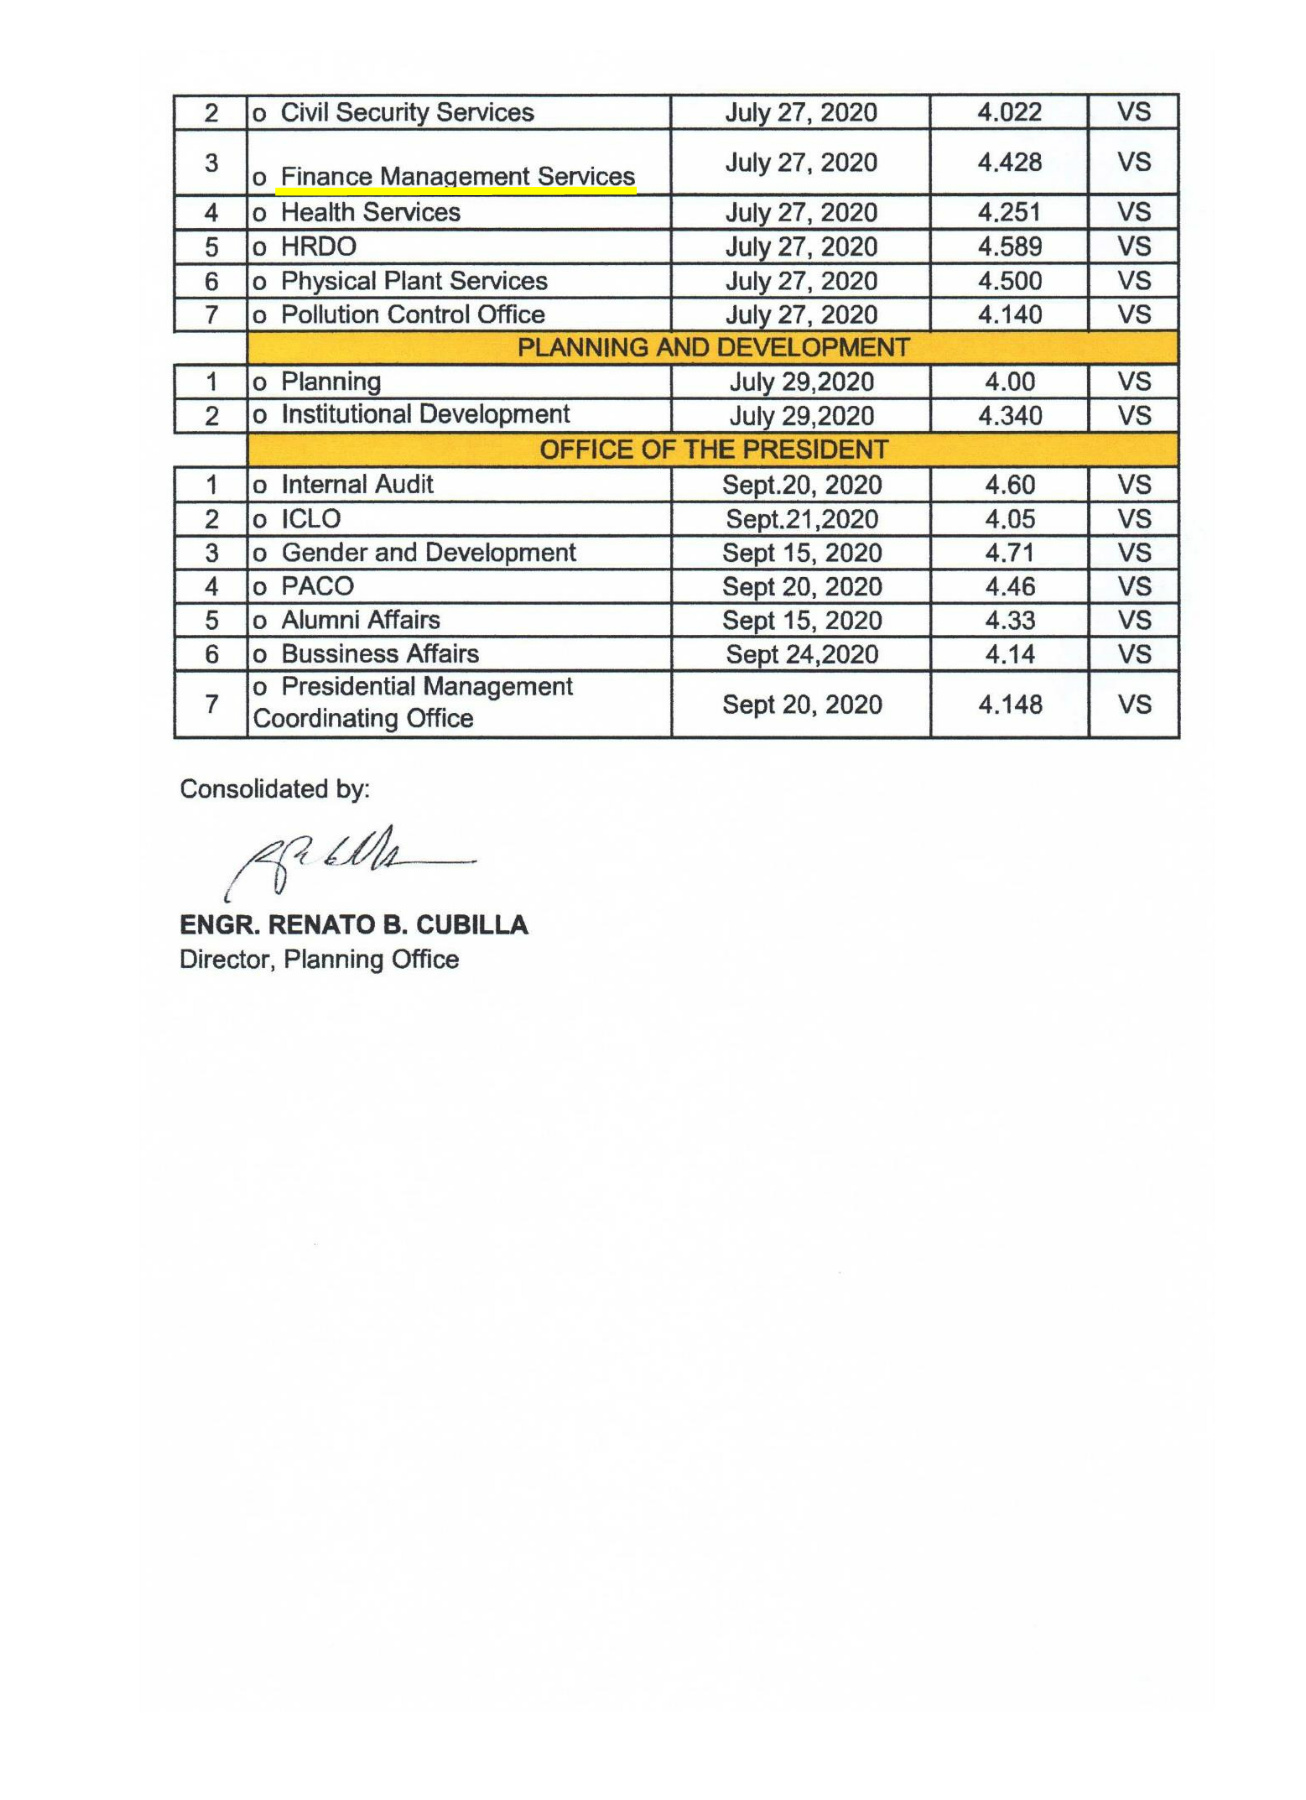 2 o Civil Security Services July 27, 2020 4.022 VS
3 o Finance Management Services July 27, 2020 4.428 VS
4 o Health Services July 27, 2020 4.251 VS
5 o HRDO July 27, 2020 4.589 VS
6 o Physical Plant Services July 27, 2020 4.500 VS
7 o Pollution Control Office July 27, 2020 4.140 VS
PLANNING AND DEVELOPMENT
1 o Planning July 29,2020 4.00 VS
2 o Institutional Development July 29,2020 4.340 VS
OFFICE OF THE PRESIDENT
1 o Internal Audit Sept.20, 2020 4.60 VS
2 o ICLO Sept.21,2020 4.05 VS
3 o Gender and Development Sept 15, 2020 4.71 VS
4 o PACO Sept 20, 2020 4.46 VS
5 o Alumni Affairs Sept 15, 2020 4.33 VS
6 o Bussiness Affairs Sept 24,2020 4.14 VS
7 o Presidential Management
Coordinating Office Sept 20, 2020 4.148 VS
Consolidated by:
ENGR. RENATO B. CUBILLA
Director, Planning Office